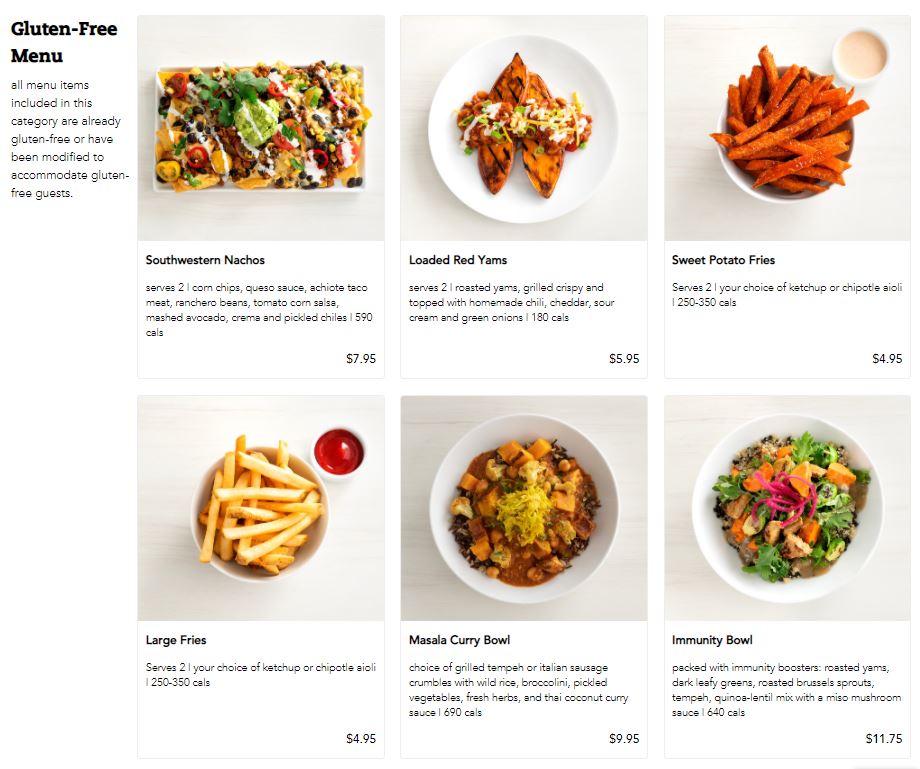 Gluten-Free
Menu
all menu items
included in this
category are already
gluten-free or have
been modified to
accommodate gluten-
free guests.
Southwestern Nachos
serves 2 | corn chips, queso sauce, achiote taco
meat, ranchero beans, tomato corn salsa,
mashed avocado, crema and pickled chiles | 590
cals
$7.95
Loaded Red Yams
serves 2 | roasted yams, grilled crispy and
topped with homemade chili, cheddar, sour
cream and green onions | 180 cals
$5.95
Sweet Potato Fries
Serves 2 | your choice of ketchup or chipotle aioli
| 250-350 cals
$4.95
Large Fries
Serves 2 | your choice of ketchup or chipotle aioli
| 250-350 cals
$4.95
Masala Curry Bowl
choice of grilled tempeh or italian sausage
crumbles with wild rice, broccolini, pickled
vegetables, fresh herbs, and thai coconut curry
sauce | 690 cals
$9.95
Immunity Bowl
packed with immunity boosters: roasted yams,
dark leafy greens, roasted brussels sprouts,
tempeh, quinoa-lentil mix with a miso mushroom
sauce | 640 cals
$11.75